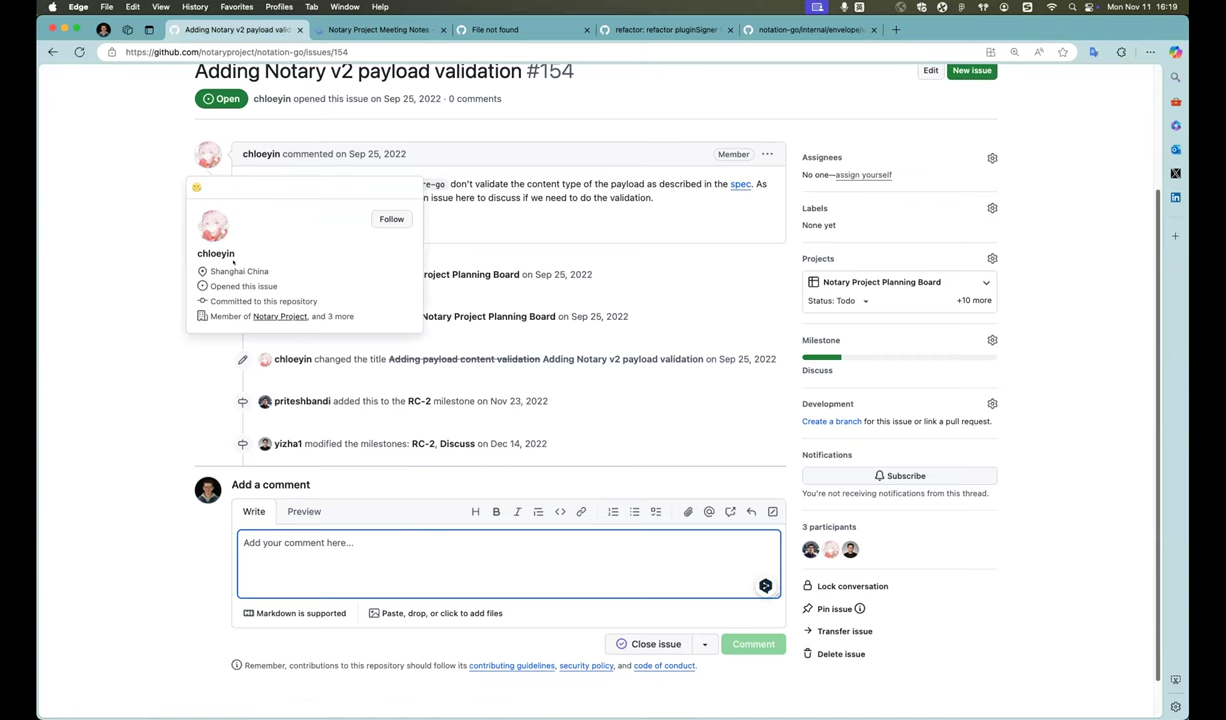 Edge File Edit View History Favorites Profiles Tab Window Help Mon Nov 11 16:19
Adding Notary v2 payload valid Notary Project Meeting Notes - File not found refactor: refactor pluginSigner notation-go/internal/envelope/e
https://github.com/notaryproject/notation-go/issues/154
Adding Notary v2 payload validation #154
Edit New issue
Open chloeyin opened this issue on Sep 25, 2022 · 0 comments
chloeyin commented on Sep 25, 2022 Member
re-go don't validate the content type of the payload as described in the spec. As
n issue here to discuss if we need to do the validation.
Follow
chloeyin
Shanghai China
Opened this issue
Committed to this repository
Member of Notary Project, and 3 more
roject Planning Board on Sep 25, 2022
Notary Project Planning Board on Sep 25, 2022
chloeyin changed the title Adding payload content validation Adding Notary v2 payload validation on Sep 25, 2022
priteshbandi added this to the RC-2 milestone on Nov 23, 2022
yizha1 modified the milestones: RC-2, Discuss on Dec 14, 2022
Add a comment
Write Preview
Add your comment here...
Markdown is supported Paste, drop, or click to add files
Close issue Comment
Remember, contributions to this repository should follow its contributing guidelines, security policy, and code of conduct.
Assignees
No one—assign yourself
Labels
None yet
Projects
Notary Project Planning Board
Status: Todo +10 more
Milestone
Discuss
Development
Create a branch for this issue or link a pull request.
Notifications
Subscribe
You're not receiving notifications from this thread.
3 participants
Lock conversation
Pin issue
Transfer issue
Delete issue